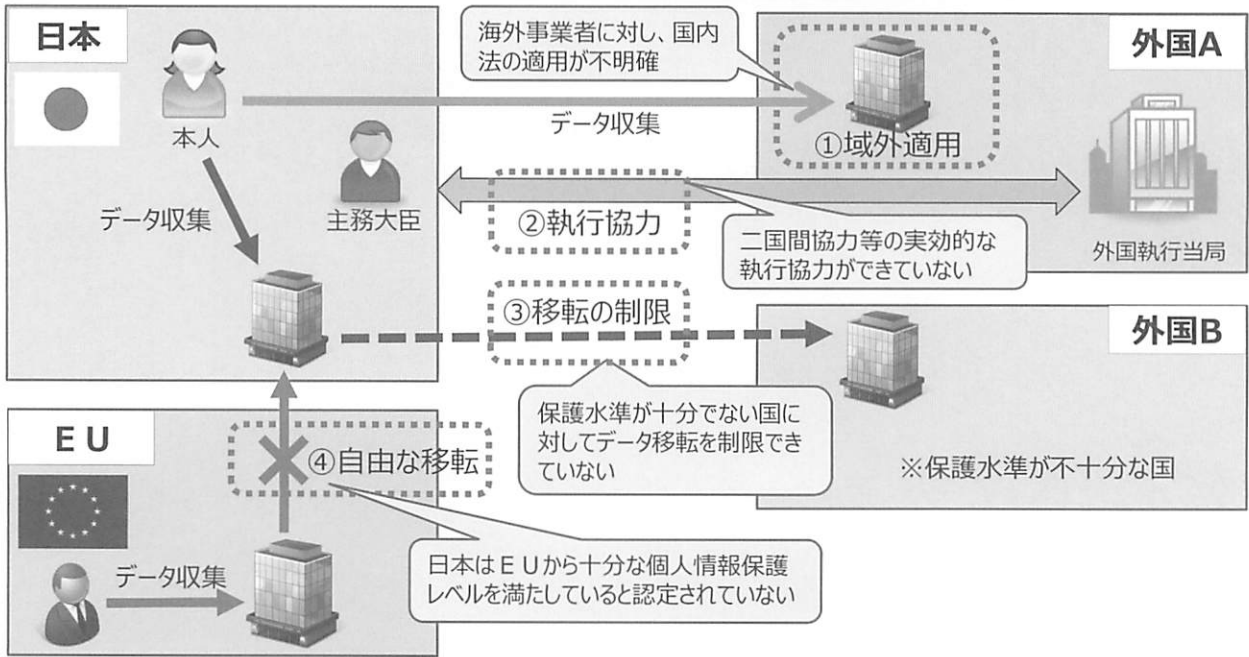 日本
海外事業者に対し、国内
法の適用が不明確
外国A
本人
データ収集
①域外適用
主務大臣
データ収集
②執行協力
二国間協力等の実効的な
執行協力ができていない
外国執行当局
③移転の制限
外国B
保護水準が十分でない国に
対してデータ移転を制限でき
ていない
※保護水準が不十分な国
ＥＵ
④自由な移転
データ収集
日本はＥＵから十分な個人情報保護
レベルを満たしていると認定されていない